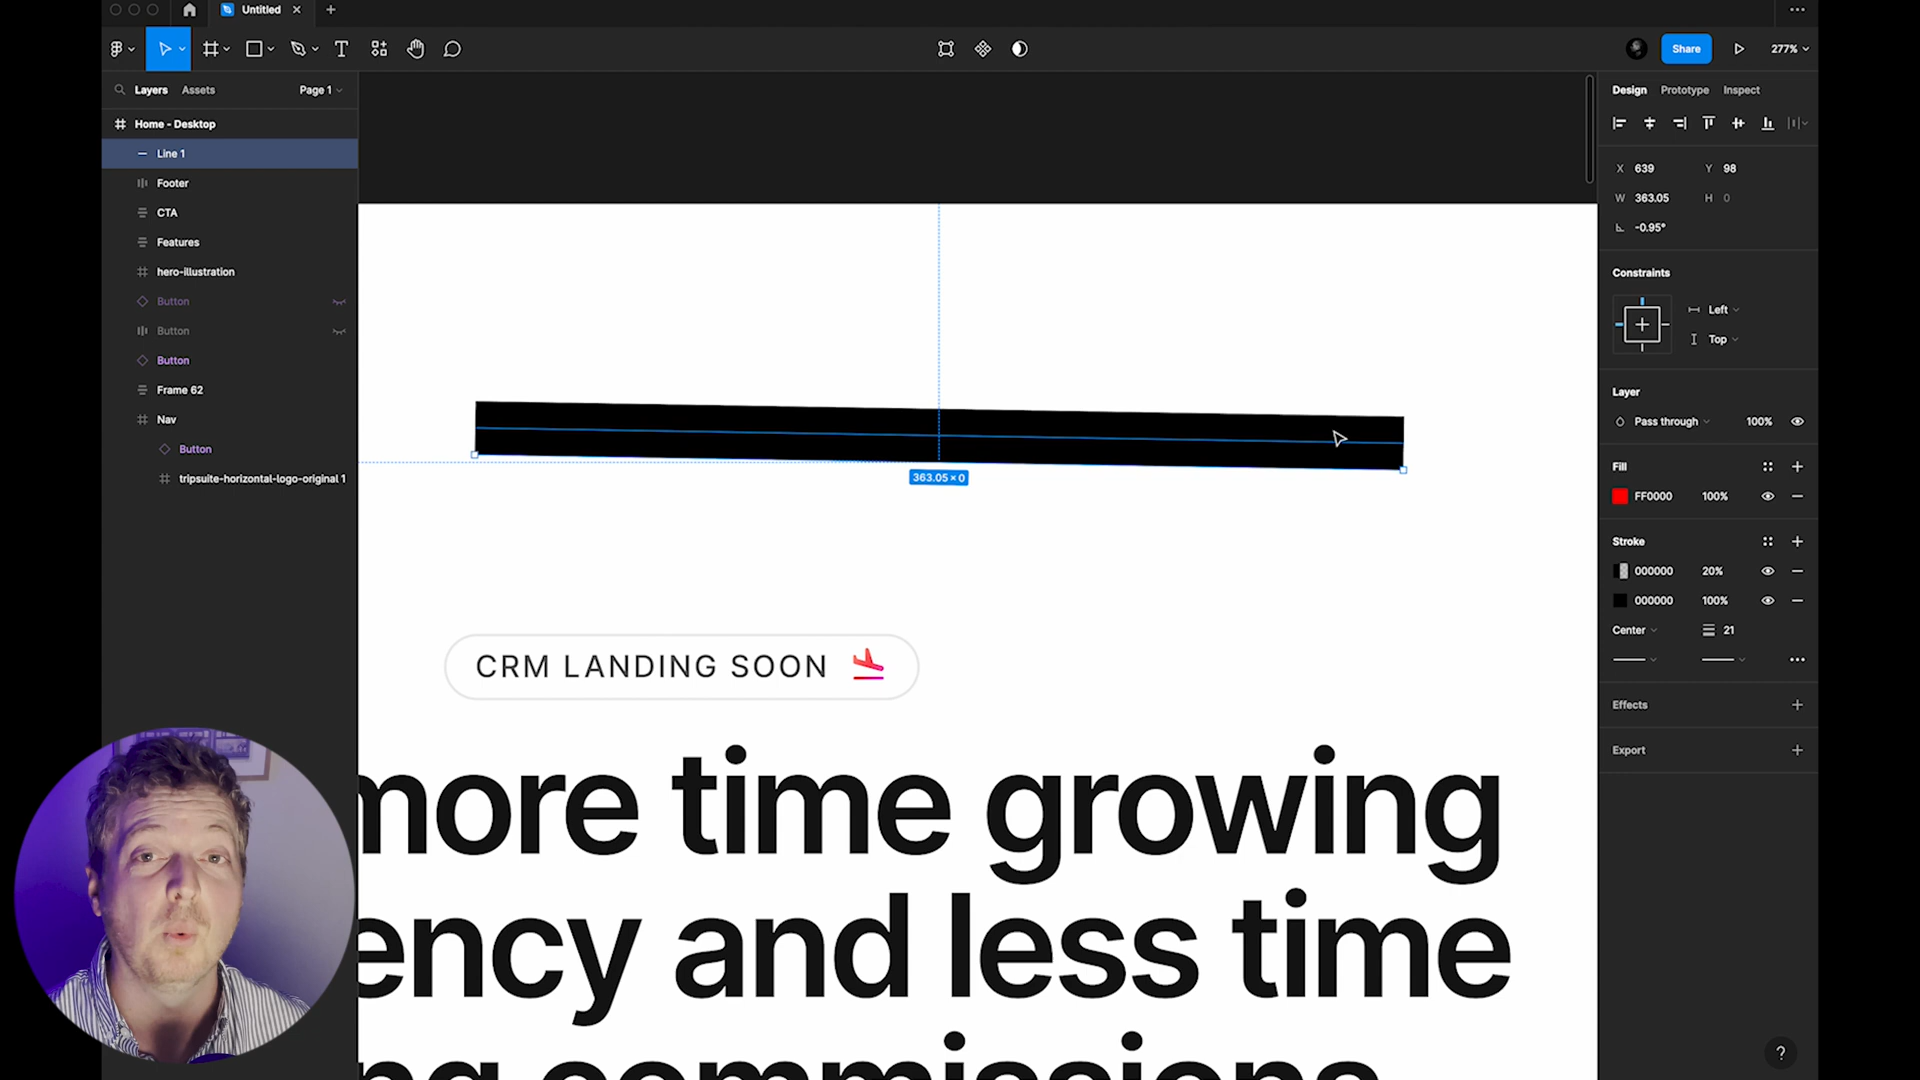 Untitled
Share
277%
Layers
Assets
Page 1
Home - Desktop
Line 1
Footer
CTA
Features
hero-illustration
Button
Button
Button
Frame 62
Nav
Button
tripsuite-horizontal-logo-original 1
363.05 × 0
CRM LANDING SOON
more time growing
ency and less time
ng commissions
Design
Prototype
Inspect
X 639
Y 98
W 363.05
H 0
-0.95°
Constraints
Left
Top
Layer
Pass through
100%
Fill
FF0000
100%
Stroke
000000
20%
000000
100%
Center
21
Effects
Export
?